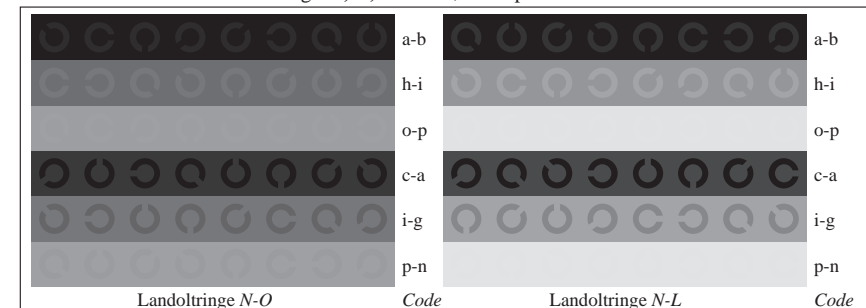 a-b a-b
h-i h-i
o-p o-p
c-a c-a
i-g i-g
p-n p-n
Landoltringe N-O Code Landoltringe N-L Code